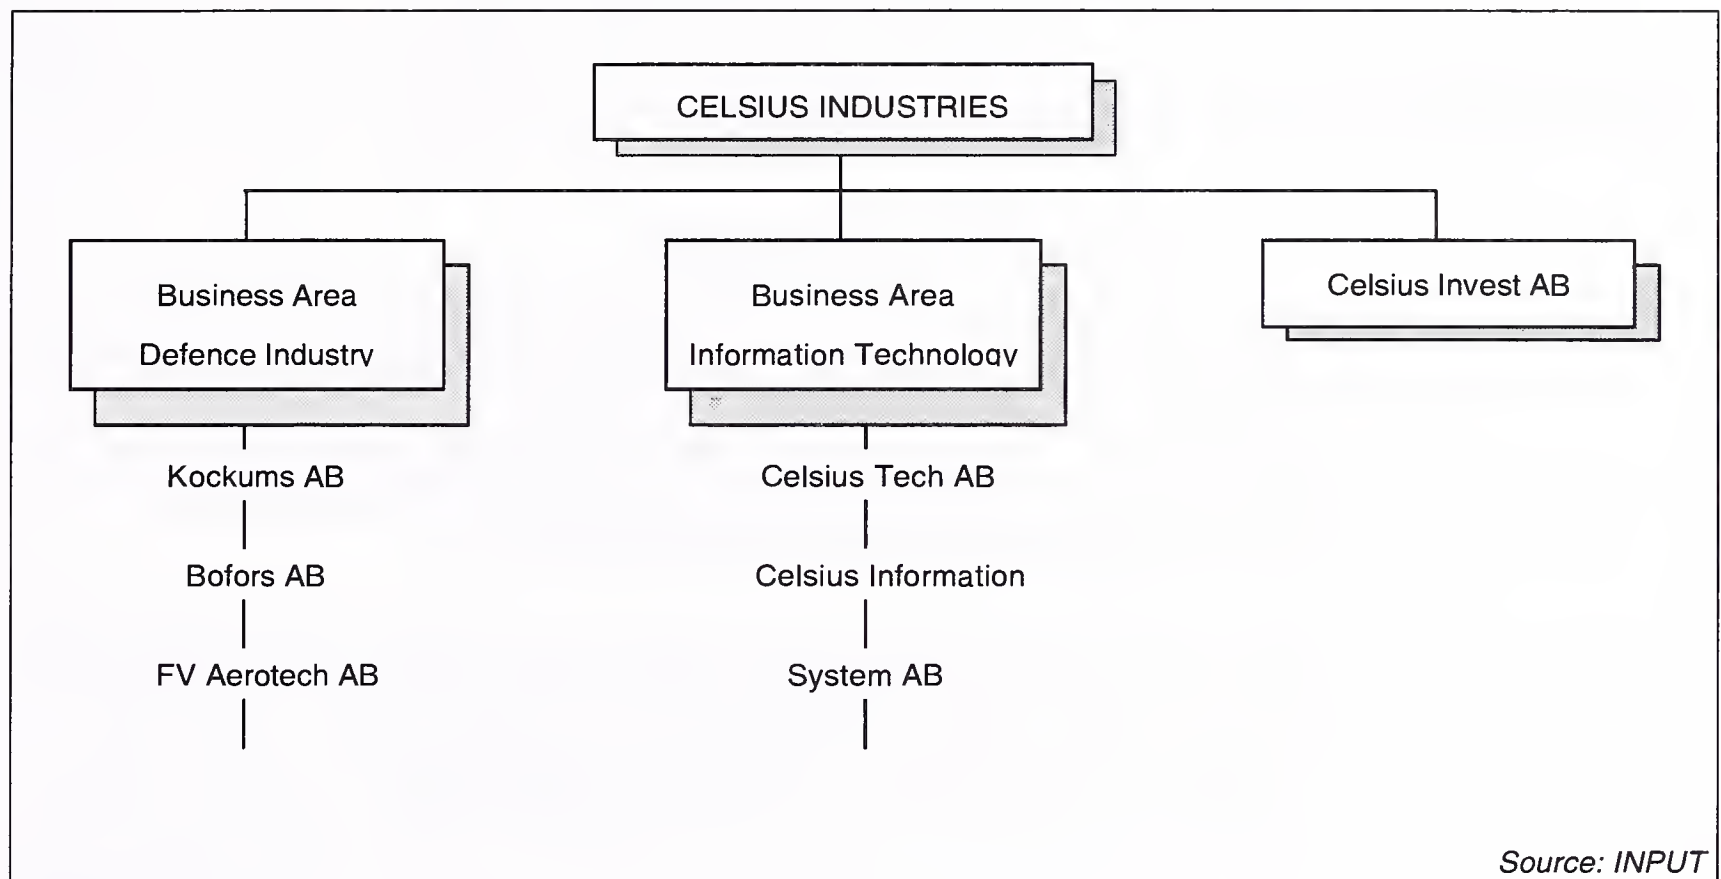 CELSIUS INDUSTRIES
Business Area
Defence Industry
Business Area
Information Technology
Celsius Invest AB
Kockums AB
Bofors AB
FV Aerotech AB
Celsius Tech AB
Celsius Information
System AB
Source: INPUT